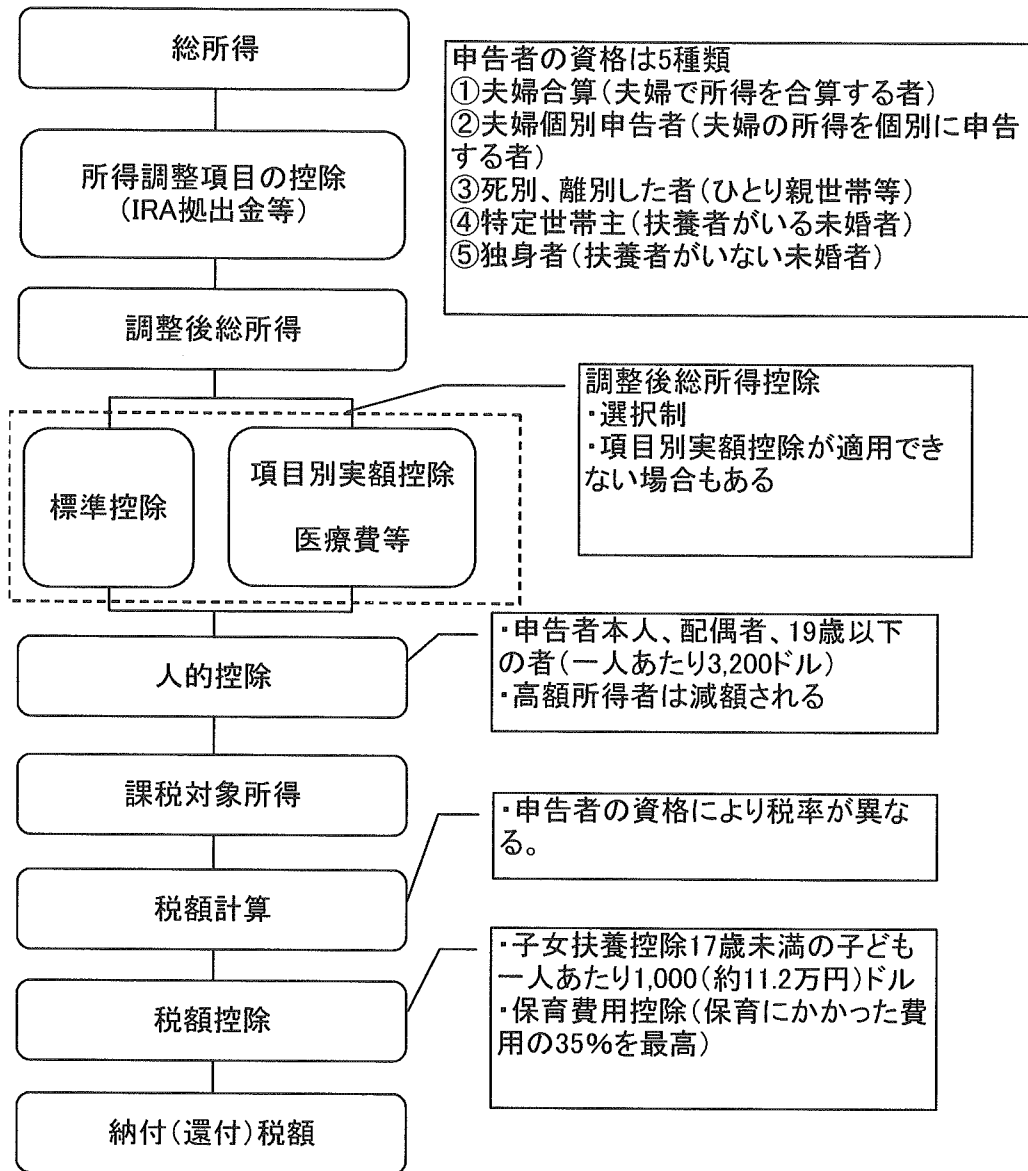 総所得
申告者の資格は5種類
①夫婦合算(夫婦で所得を合算する者)
②夫婦個別申告者(夫婦の所得を個別に申告
する者)
③死別、離別した者(ひとり親世帯等)
④特定世帯主(扶養者がいる未婚者)
⑤独身者(扶養者がいない未婚者)
所得調整項目の控除
(IRA拠出金等)
調整後総所得
調整後総所得控除
・選択制
・項目別実額控除が適用でき
ない場合もある
標準控除
項目別実額控除
医療費等
人的控除
・申告者本人、配偶者、19歳以下
の者(一人あたり3,200ドル)
・高額所得者は減額される
課税対象所得
・申告者の資格により税率が異な
る。
税額計算
・子女扶養控除17歳未満の子ども
一人あたり1,000(約11.2万円)ドル
・保育費用控除(保育にかかった費
用の35%を最高)
税額控除
納付(還付)税額